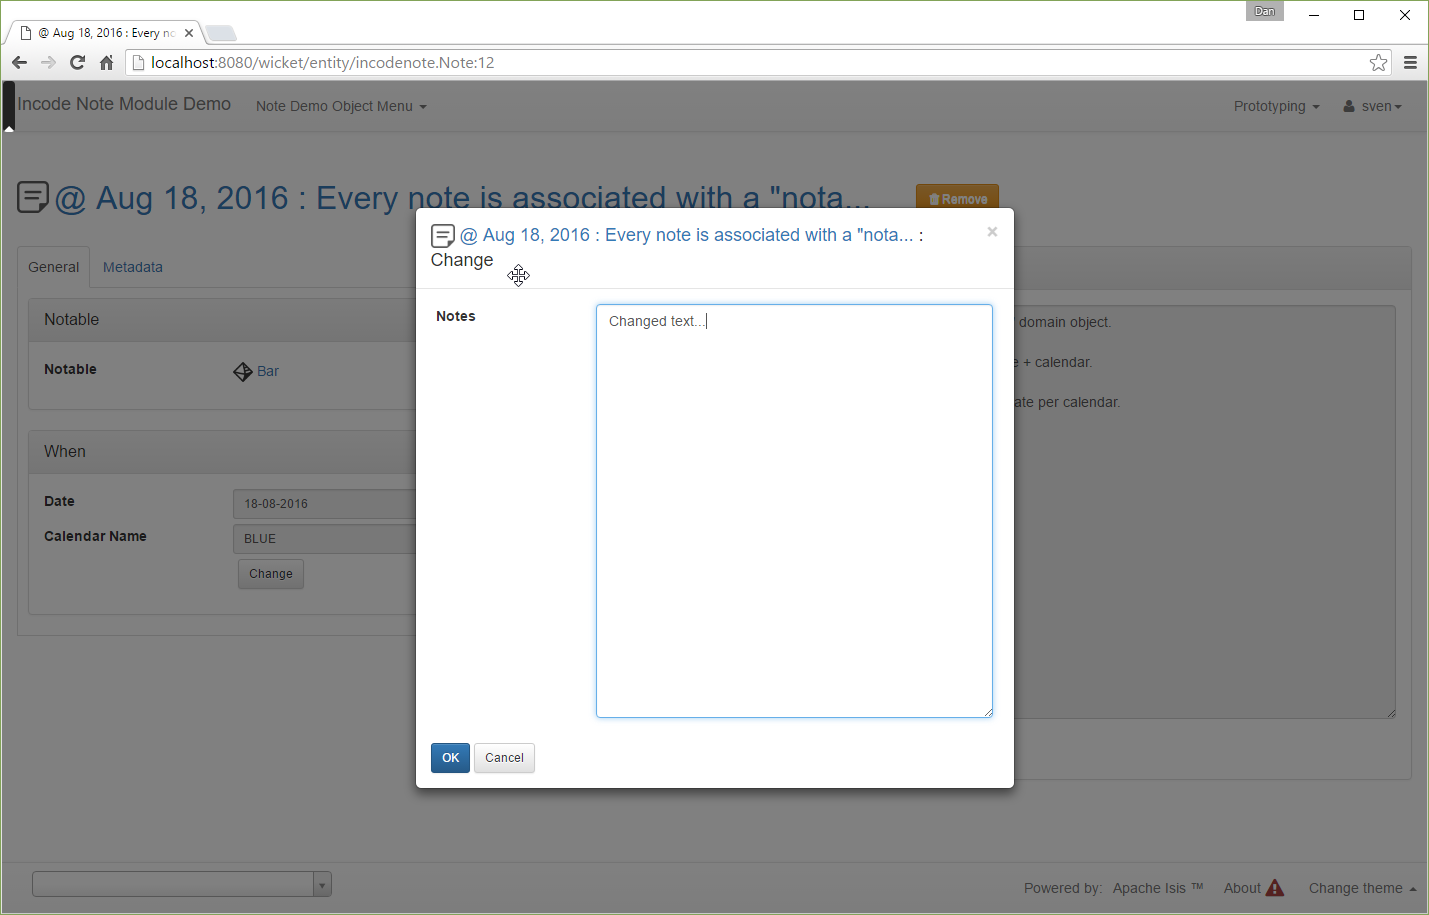 Dan
@ Aug 18, 2016 : Every no
localhost:8080/wicket/entity/incodenote.Note:12
Incode Note Module Demo
Note Demo Object Menu
Prototyping
sven
@ Aug 18, 2016 : Every note is associated with a "nota...
Remove
@ Aug 18, 2016 : Every note is associated with a "nota... :
Change
General
Metadata
Notable
Notable
Bar
When
Date
18-08-2016
Calendar Name
BLUE
Change
Notes
Changed text...
domain object.
e + calendar.
ate per calendar.
OK
Cancel
Powered by:
Apache Isis ™
About
Change theme